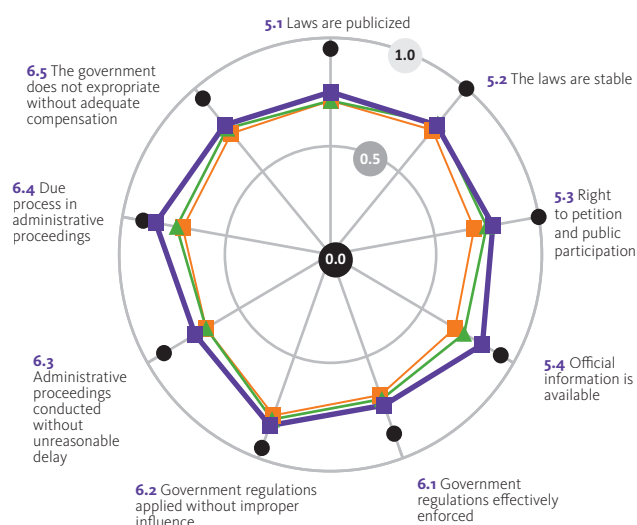 5.1 Laws are publicized
1.0
5.2 The laws are stable
0.5
5.3 Right
to petition
and public
participation
0.0
5.4 Official
information is
available
6.1 Government
regulations effectively
enforced
6.2 Government regulations
applied without improper
influence
6.3
Administrative
proceedings
conducted
without
unreasonable
delay
6.4 Due
process in
administrative
proceedings
6.5 The government
does not expropriate
without adequate
compensation